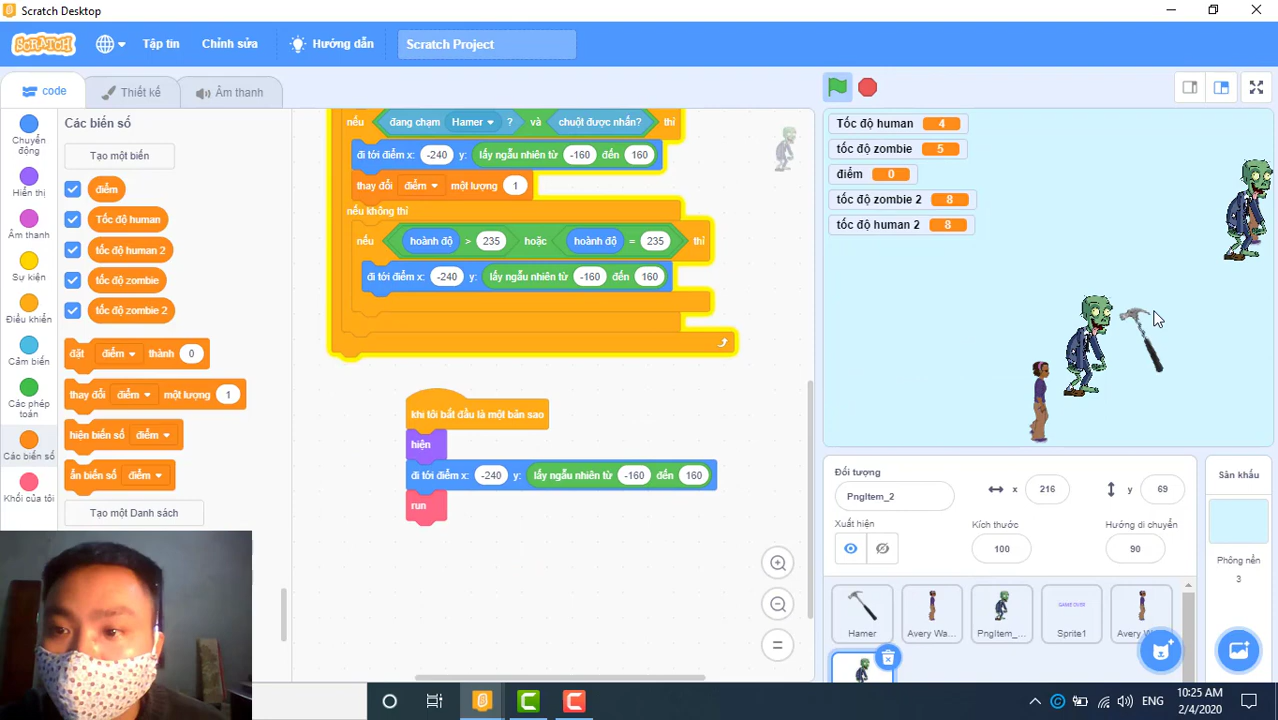 Scratch Desktop
SCRATCH
Tập tin
Chỉnh sửa
Hướng dẫn
Scratch Project
code
Thiết kế
Âm thanh
Chuyển động
Hiển thị
Âm thanh
Sự kiện
Điều khiển
Cảm biến
Các phép toán
Các biến số
Khối của tôi
Các biến số
Tạo một biến
điểm
Tốc độ human
tốc độ human 2
tốc độ zombie
tốc độ zombie 2
đặt điểm thành 0
thay đổi điểm một lượng 1
hiện biến số điểm
ẩn biến số điểm
Tạo một Danh sách
nếu đang chạm Hamer ? và chuột được nhấn? thì
đi tới điểm x: -240 y: lấy ngẫu nhiên từ -160 đến 160
thay đổi điểm một lượng 1
nếu không thì
nếu hoành độ > 235 hoặc hoành độ = 235 thì
đi tới điểm x: -240 y: lấy ngẫu nhiên từ -160 đến 160
khi tôi bắt đầu là một bản sao
hiện
đi tới điểm x: -240 y: lấy ngẫu nhiên từ -160 đến 160
run
Tốc độ human 4
tốc độ zombie 5
điểm 0
tốc độ zombie 2 8
tốc độ human 2 8
Đối tượng
PngItem_2
x 216
y 69
Xuất hiện
Kích thước
100
Hướng di chuyển
90
Hamer
Avery Wa...
PngItem_...
GAME OVER
Sprite1
Avery W
Sân khấu
Phông nền
3
ENG
10:25 AM
2/4/2020